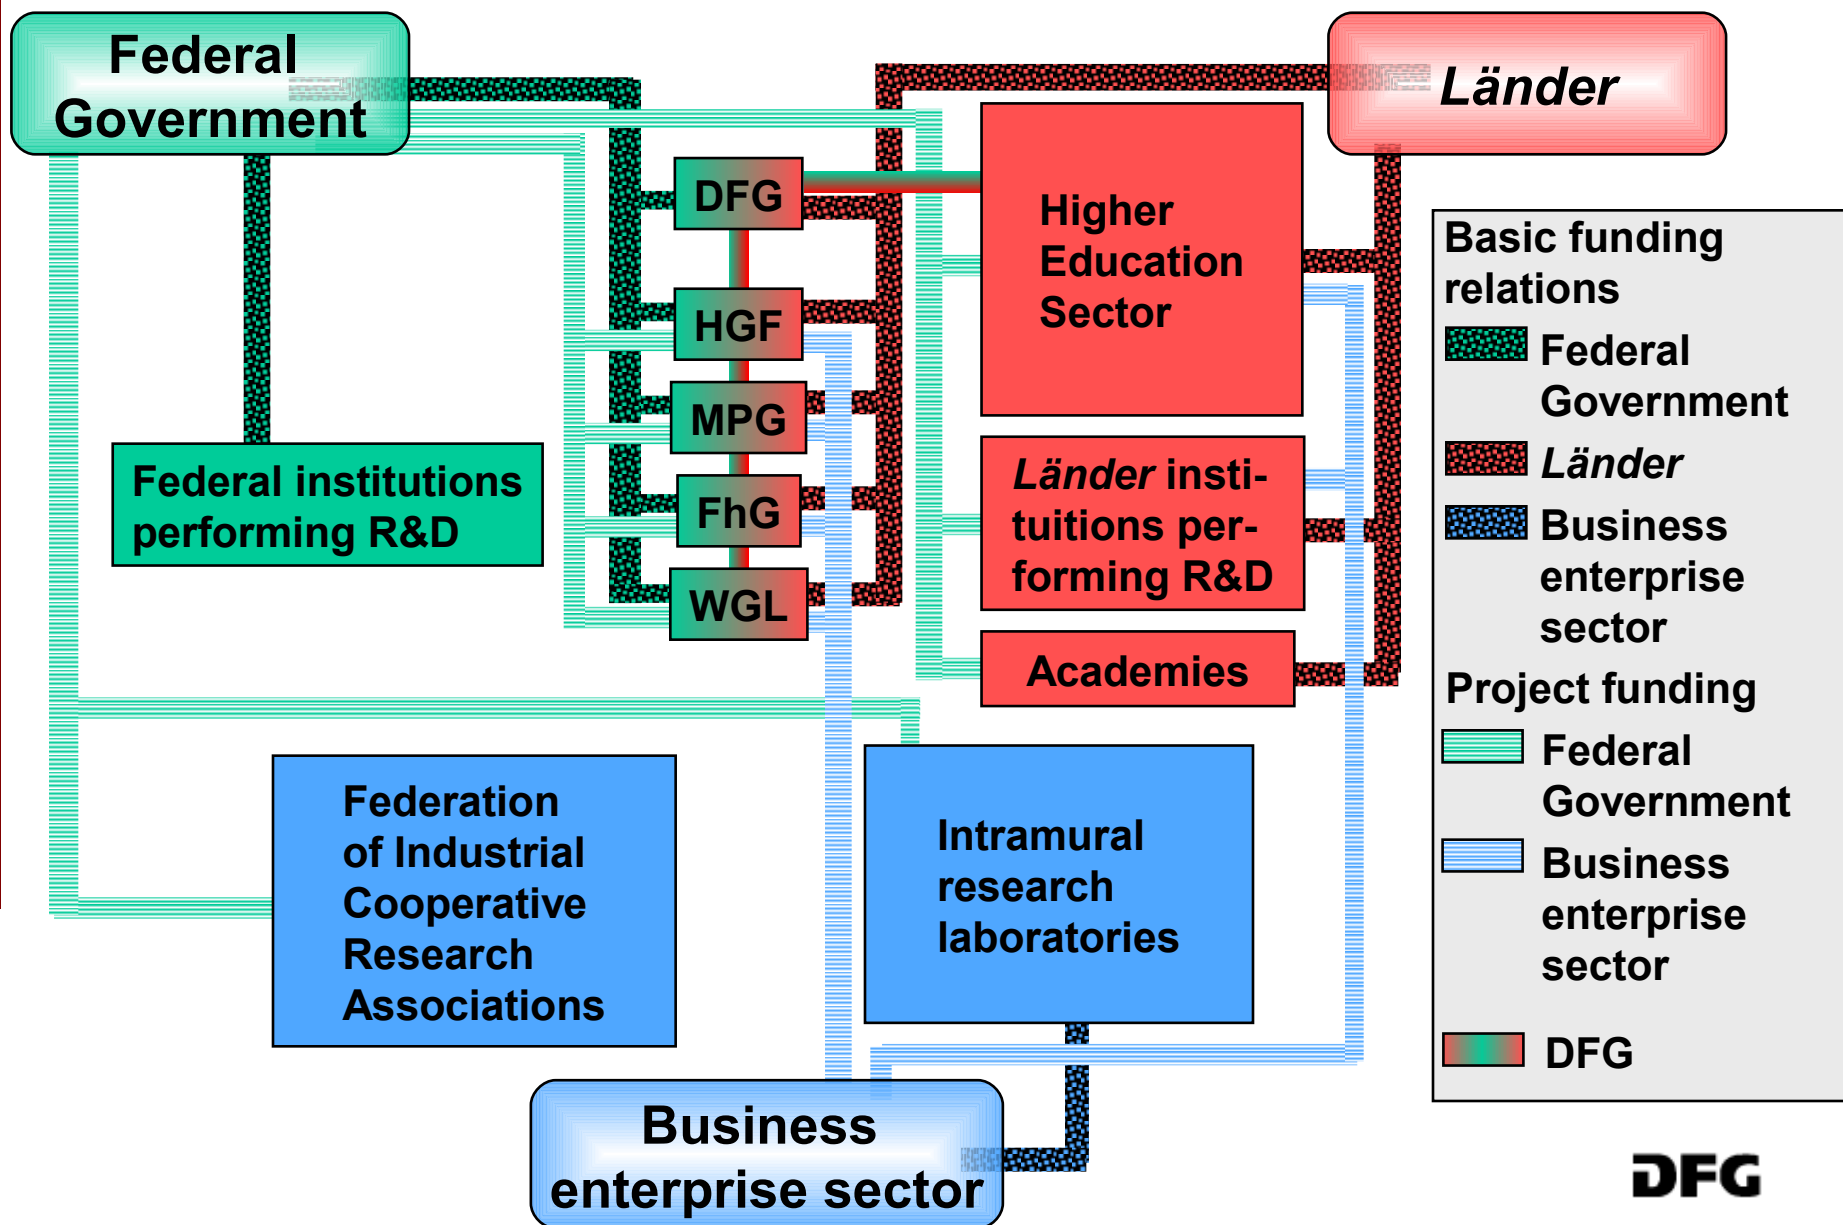 Federal
Government
Länder
DFG
HGF
MPG
FhG
WGL
Higher
Education
Sector
Federal institutions
performing R&D
Länder insti-
tuitions per-
forming R&D
Academies
Federation
of Industrial
Cooperative
Research
Associations
Intramural
research
laboratories
Business
enterprise sector
Basic funding
relations
Federal
Government
Länder
Business
enterprise
sector
Project funding
Federal
Government
Business
enterprise
sector
DFG
DFG